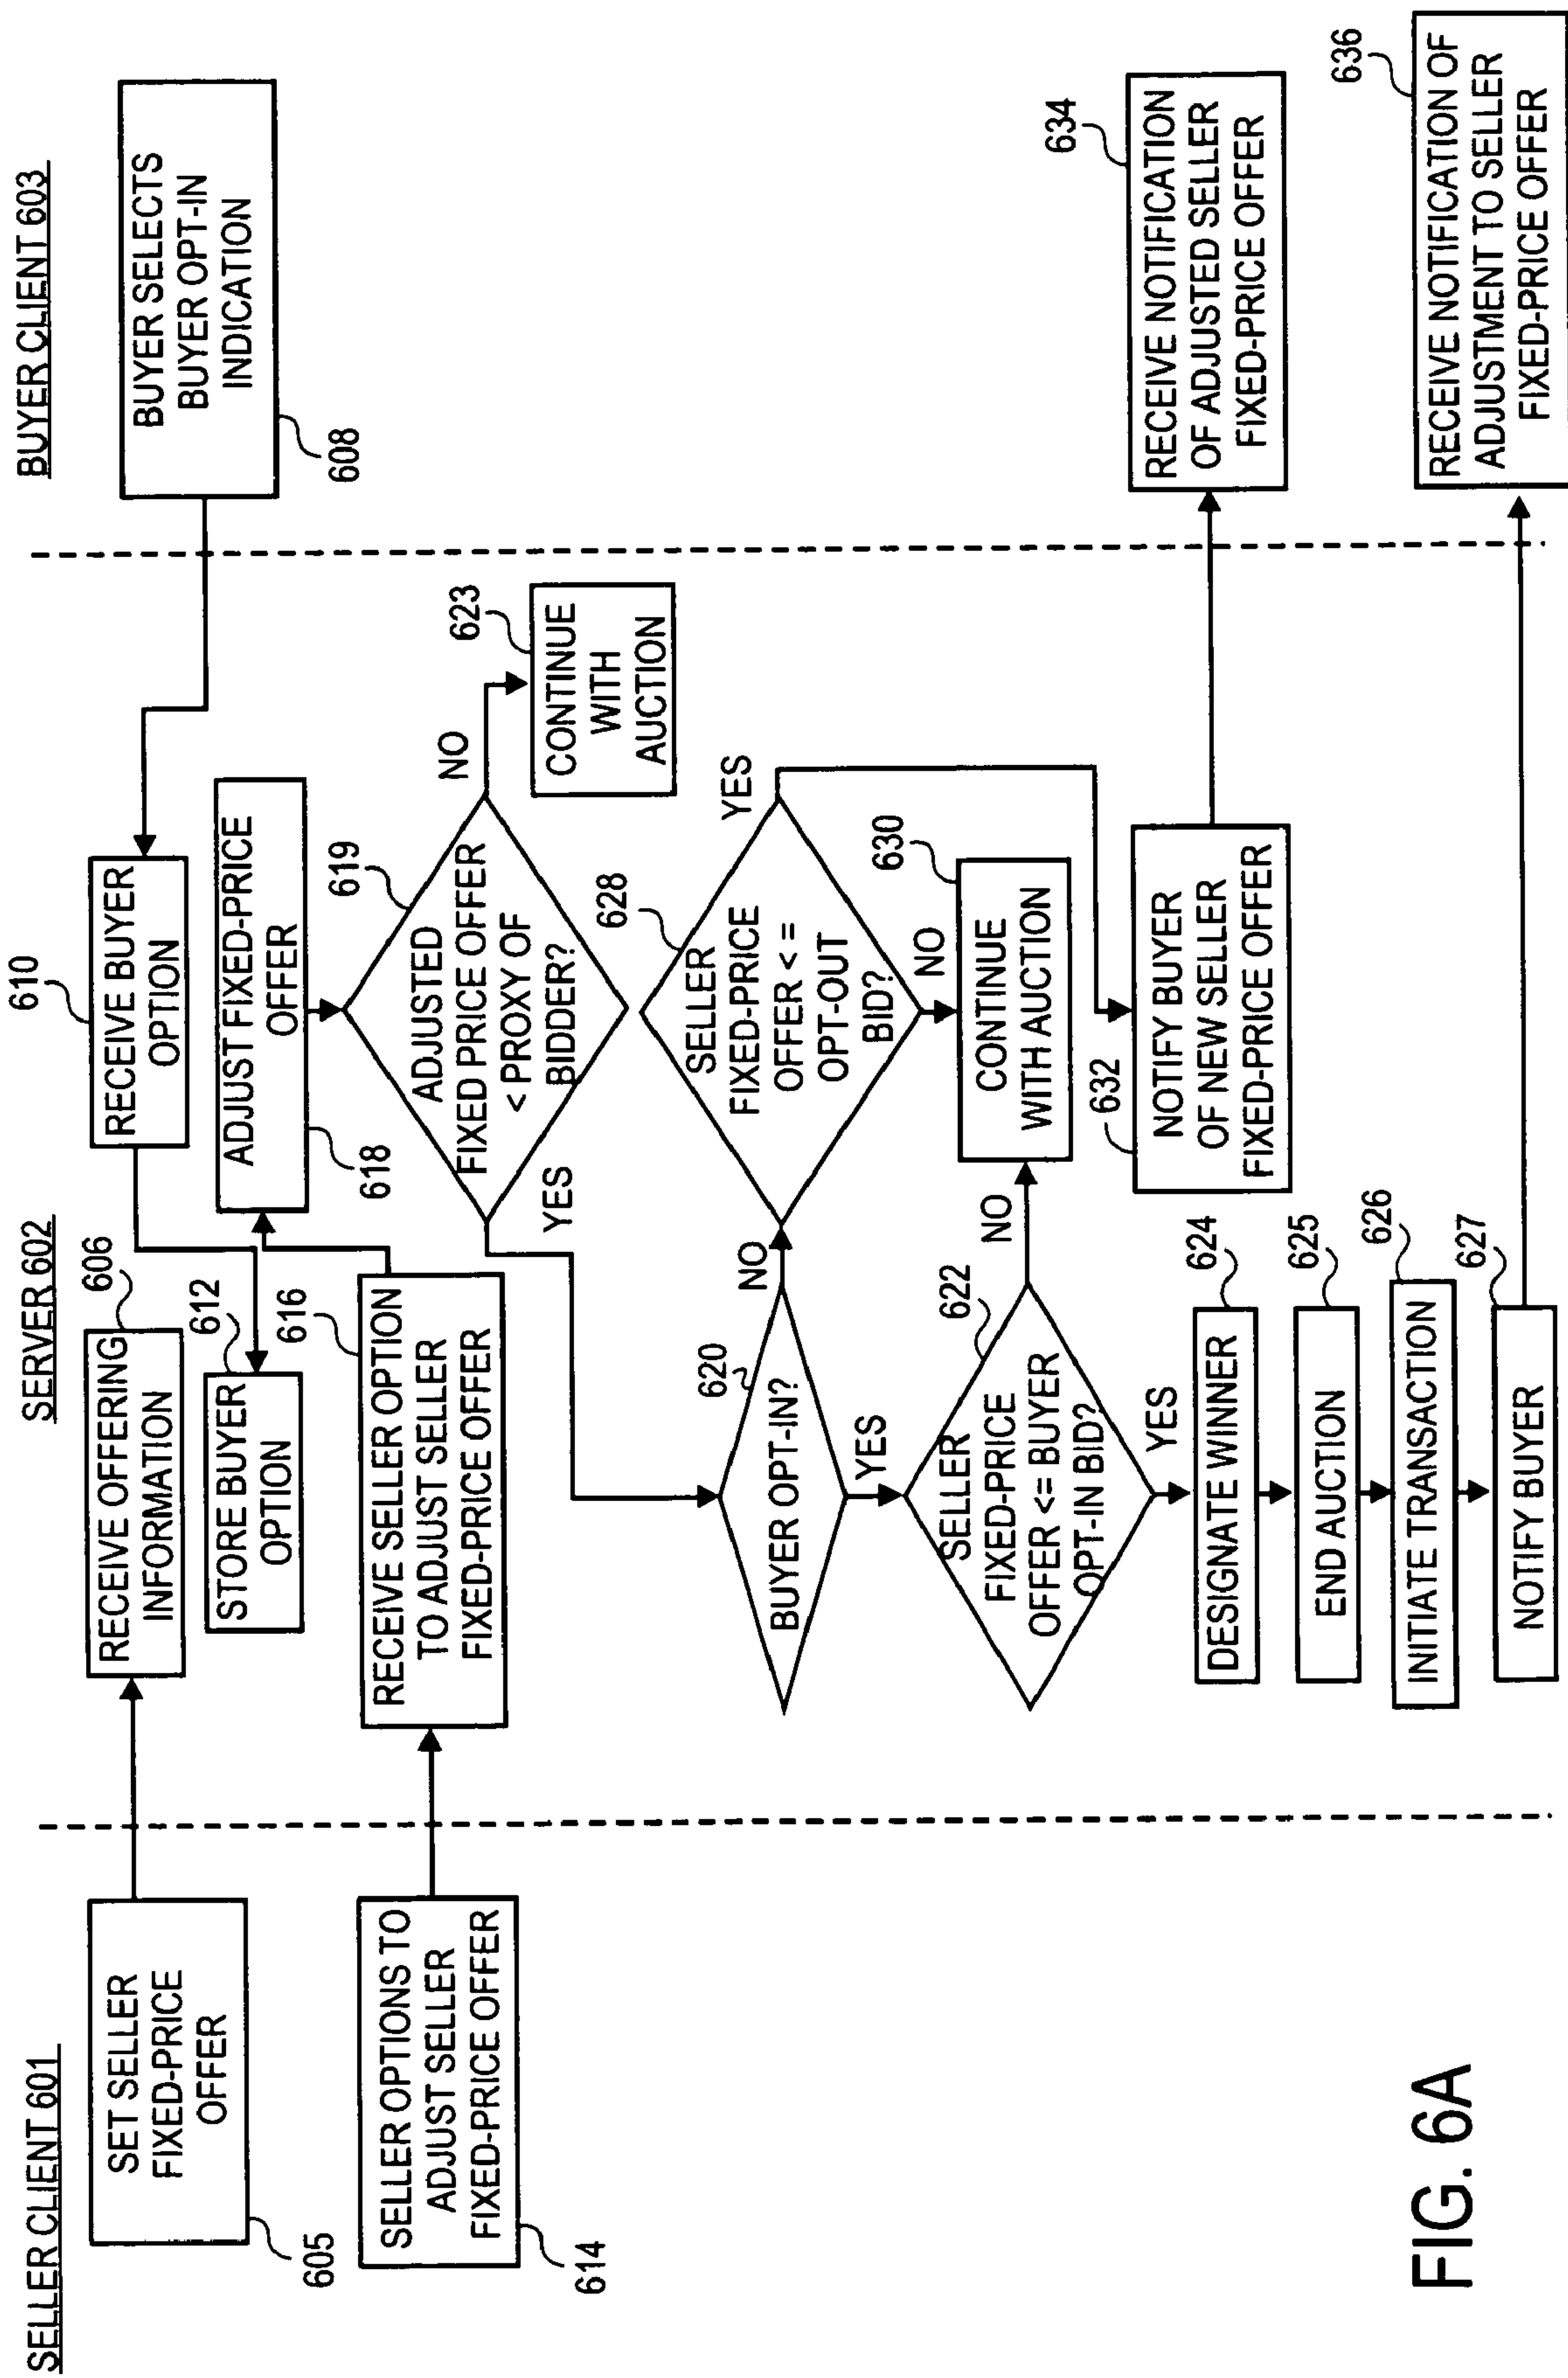 SELLER CLIENT 601
SET SELLER
FIXED-PRICE
OFFER
605
SELLER OPTIONS TO
ADJUST SELLER
FIXED-PRICE OFFER
614
SERVER 602
RECEIVE OFFERING
INFORMATION
606
RECEIVE BUYER
OPTION
610
STORE BUYER
OPTION
612
RECEIVE SELLER OPTION
TO ADJUST SELLER
FIXED-PRICE OFFER
616
ADJUST FIXED-PRICE
OFFER
618
ADJUSTED
FIXED PRICE OFFER
< PROXY OF
BIDDER?
619
NO
YES
CONTINUE
WITH
AUCTION
623
BUYER OPT-IN?
620
NO
YES
SELLER
FIXED-PRICE
OFFER < =
OPT-OUT
BID?
628
YES
NO
SELLER
FIXED-PRICE
OFFER <= BUYER
OPT-IN BID?
622
NO
YES
CONTINUE
WITH AUCTION
630
NOTIFY BUYER
OF NEW SELLER
FIXED-PRICE OFFER
632
DESIGNATE WINNER
624
END AUCTION
625
INITIATE TRANSACTION
626
NOTIFY BUYER
627
BUYER CLIENT 603
BUYER SELECTS
BUYER OPT-IN
INDICATION
608
RECEIVE NOTIFICATION
OF ADJUSTED SELLER
FIXED-PRICE OFFER
634
RECEIVE NOTIFICATION OF
ADJUSTMENT TO SELLER
FIXED-PRICE OFFER
636
FIG. 6A